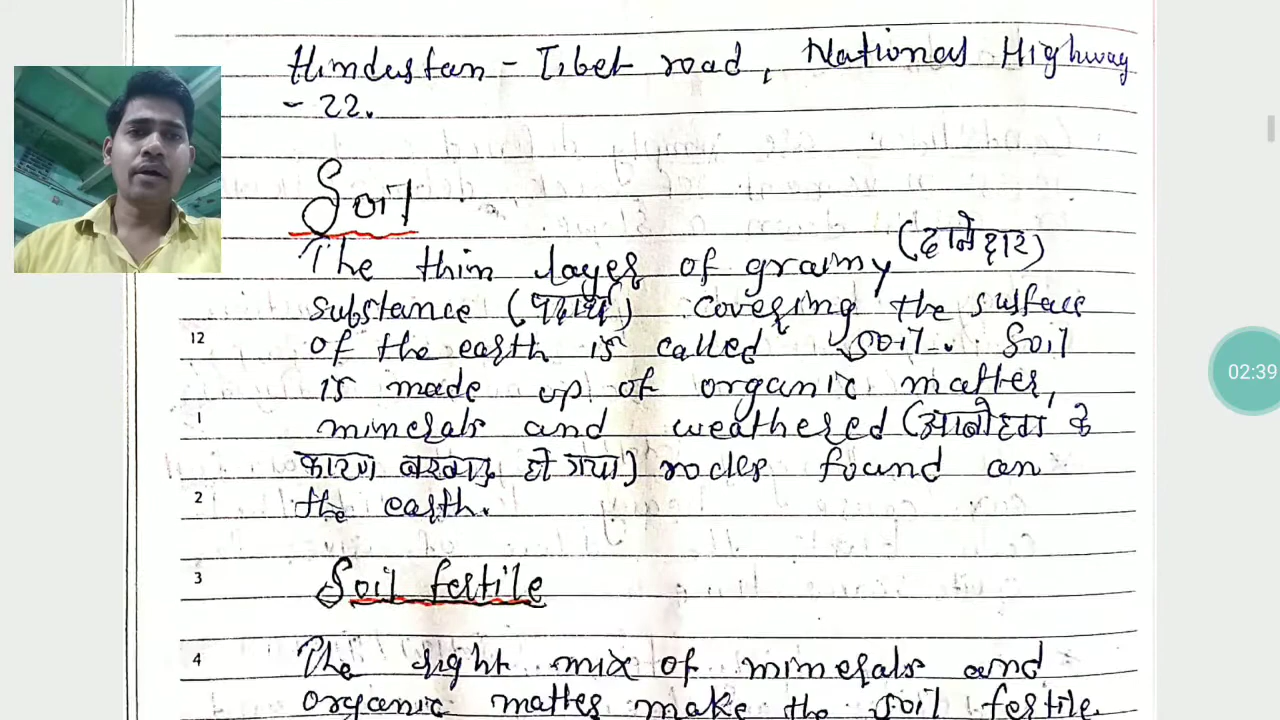 Hindustan - Tibet road, National Highway
- 22.
Soil
The thin layer of grainy (दानेदार)
substance (पदार्थ) covering the surface
of the earth is called soil. Soil
is made up of organic matter,
minerals and weathered (आबोहवा के
कारण बरबाद हो गया) rocks found on
the earth.
Soil fertile
The right mix of minerals and
organic matter make the soil fertile.
12
1
2
3
4
02:39